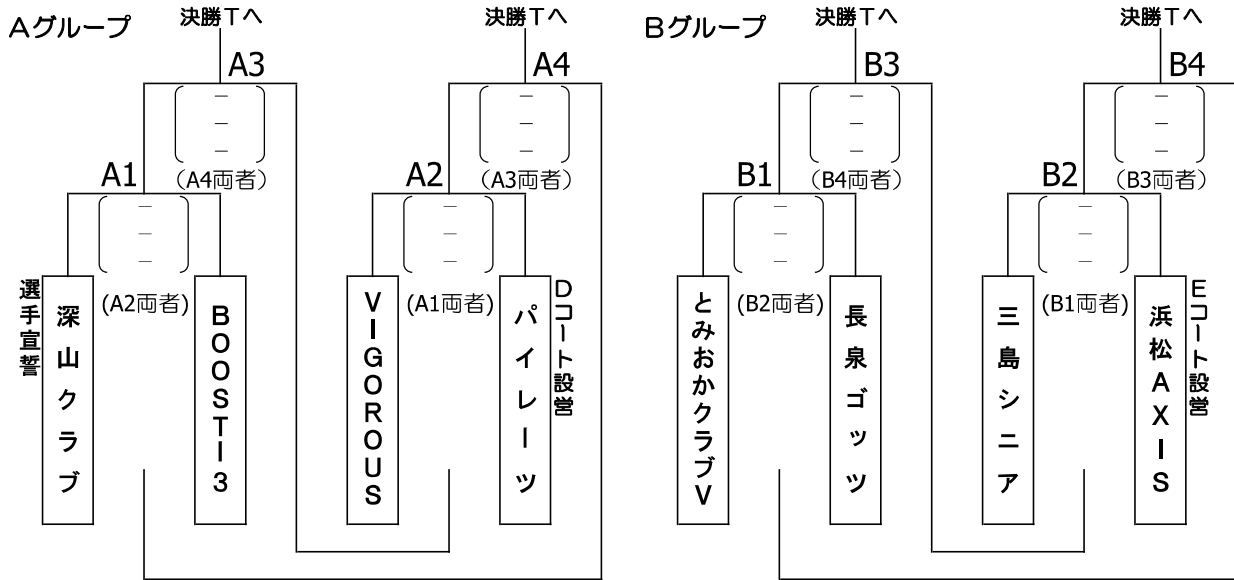 Aグループ
決勝Tへ
A3
〔 － － － 〕
(A4両者)
A1
〔 － － － 〕
(A2両者)
選手宣誓
深山クラブ
BOOSTI3
決勝Tへ
A4
〔 － － － 〕
(A3両者)
A2
〔 － － － 〕
(A1両者)
VIGOROUS
パイレーツ
Dコート設営
Bグループ
決勝Tへ
B3
〔 － － － 〕
(B4両者)
B1
〔 － － － 〕
(B2両者)
とみおかクラブV
長泉ゴッツ
決勝Tへ
B4
〔 － － － 〕
(B3両者)
B2
〔 － － － 〕
(B1両者)
三島シニア
浜松AXIS
Eコート設営